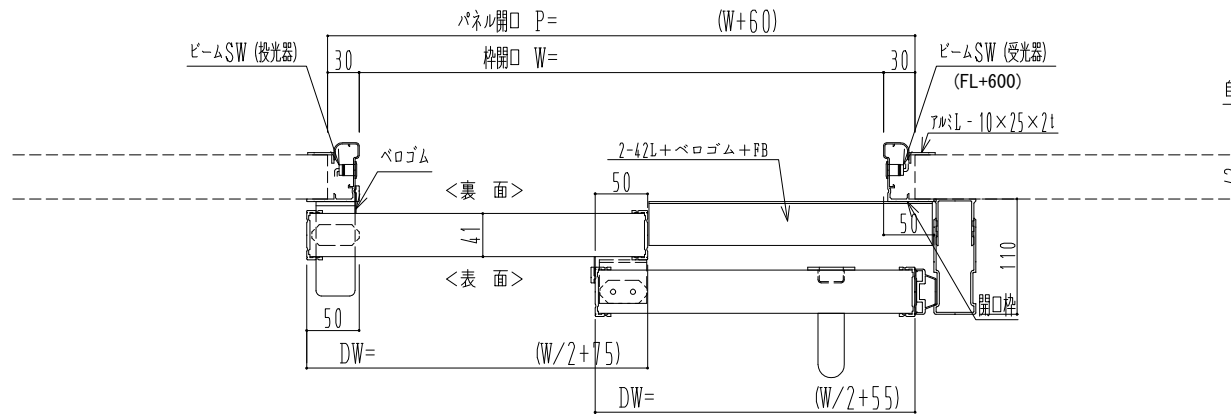 パネル開口 P= (W+60)
ビームSW (投光器)
30
枠開口 W=
30
ビームSW (受光器)
(FL+600)
アルミL - 10×25×2t
ベロゴム
2-42L+ベロゴム+FB
<裏 面>
50
50
41
110
<表 面>
開口枠
50
DW= (W/2+75)
DW= (W/2+55)